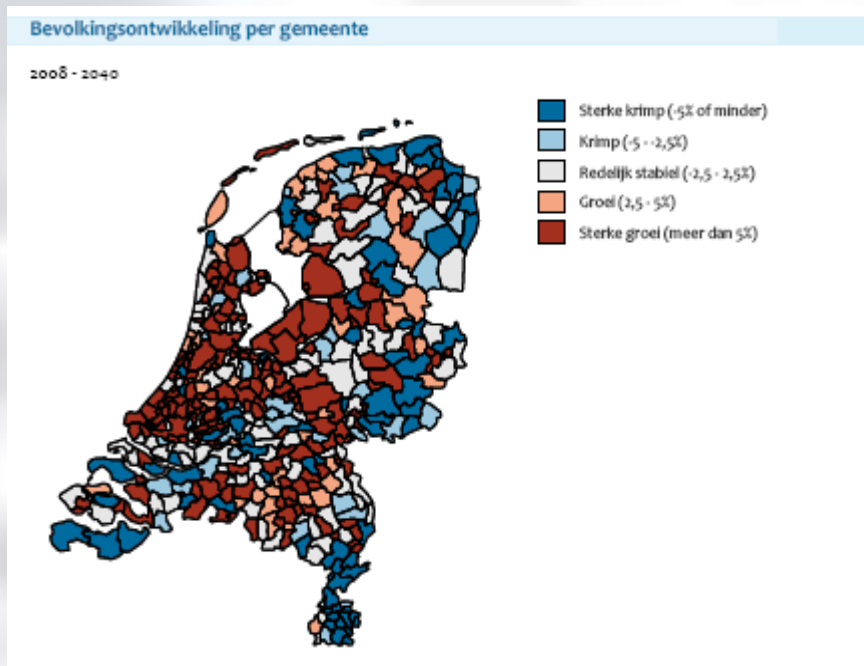 Bevolkingsontwikkeling per gemeente
2008 - 2040
Sterke krimp (-5% of minder)
Krimp (-5 - -2,5%)
Redelijk stabiel (-2,5 - 2,5%)
Groei (2,5 - 5%)
Sterke groei (meer dan 5%)